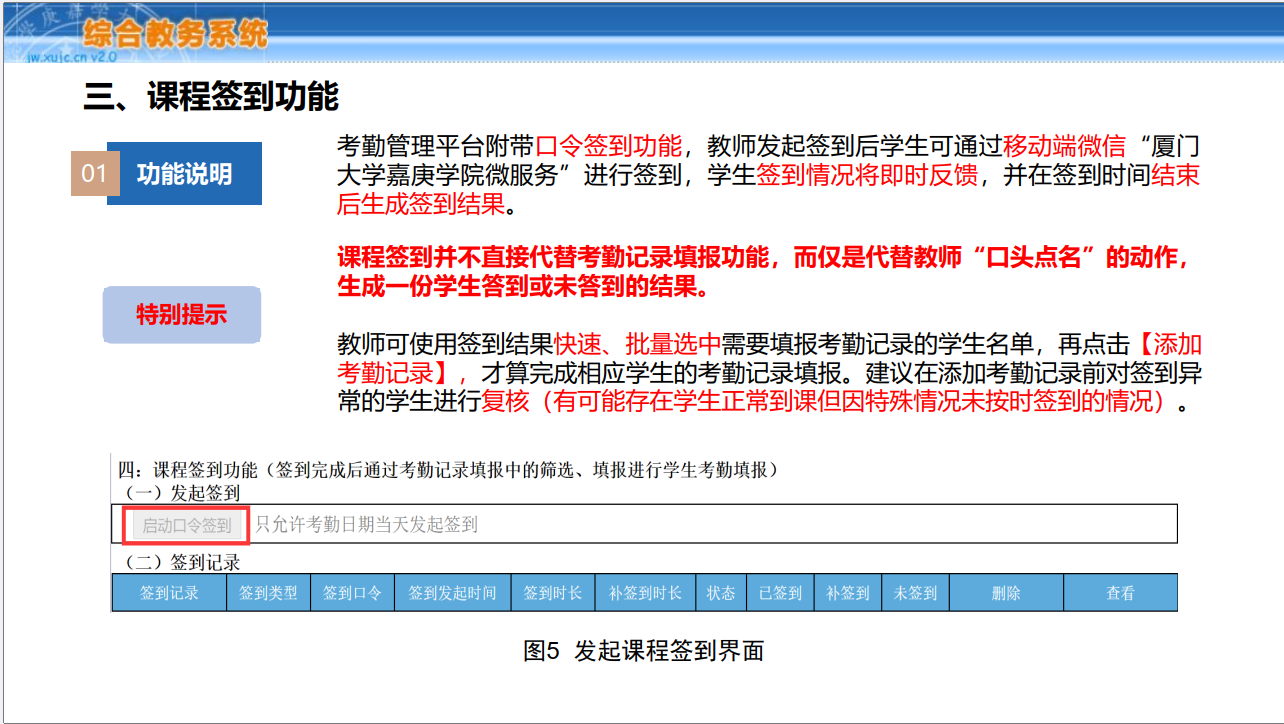 综合教务系统
jw.xujc.cn v2.0
三、课程签到功能
01 功能说明
考勤管理平台附带口令签到功能，教师发起签到后学生可通过移动端微信“厦门
大学嘉庚学院微服务”进行签到，学生签到情况将即时反馈，并在签到时间结束
后生成签到结果。
课程签到并不直接代替考勤记录填报功能，而仅是代替教师“口头点名”的动作，
生成一份学生签到或未答到的结果。
特别提示
教师可使用签到结果快速、批量选中需要填报考勤记录的学生名单，再点击【添加
考勤记录】，才算完成相应学生的考勤记录填报。建议在添加考勤记录前对签到异
常的学生进行复核（有可能存在学生正常到课但因特殊情况未按时签到的情况）。
四：课程签到功能（签到完成后通过考勤记录填报中的筛选、填报进行学生考勤填报）
（一）发起签到
启动口令签到 只允许考勤日期当天发起签到
（二）签到记录
签到记录 签到类型 签到口令 签到发起时间 签到时长 补签到时长 状态 已签到 补签到 未签到 删除 查看
图5 发起课程签到界面